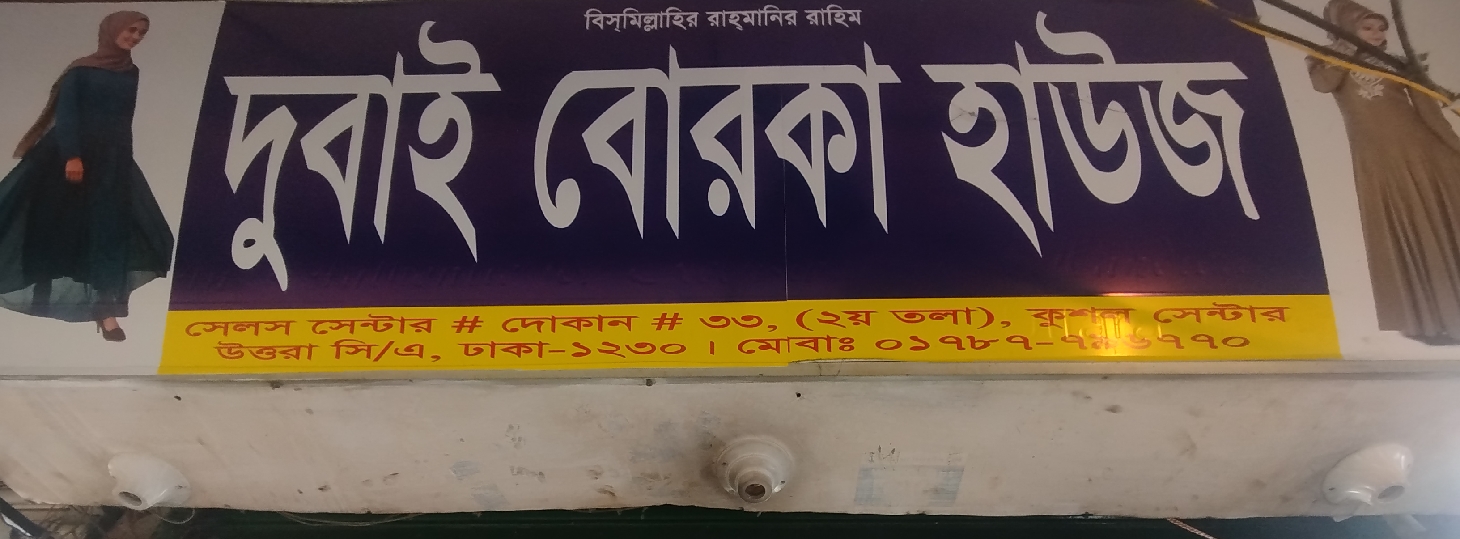 বিস্‌মিল্লাহির রাহ্‌মানির রাহিম
দুবাই বোরকা হাউজ
সেলস সেন্টার # দোকান # ৩৩, (২য় তলা), কুশল সেন্টার
উত্তরা সি/এ, ঢাকা-১২৩০ । মোবাঃ